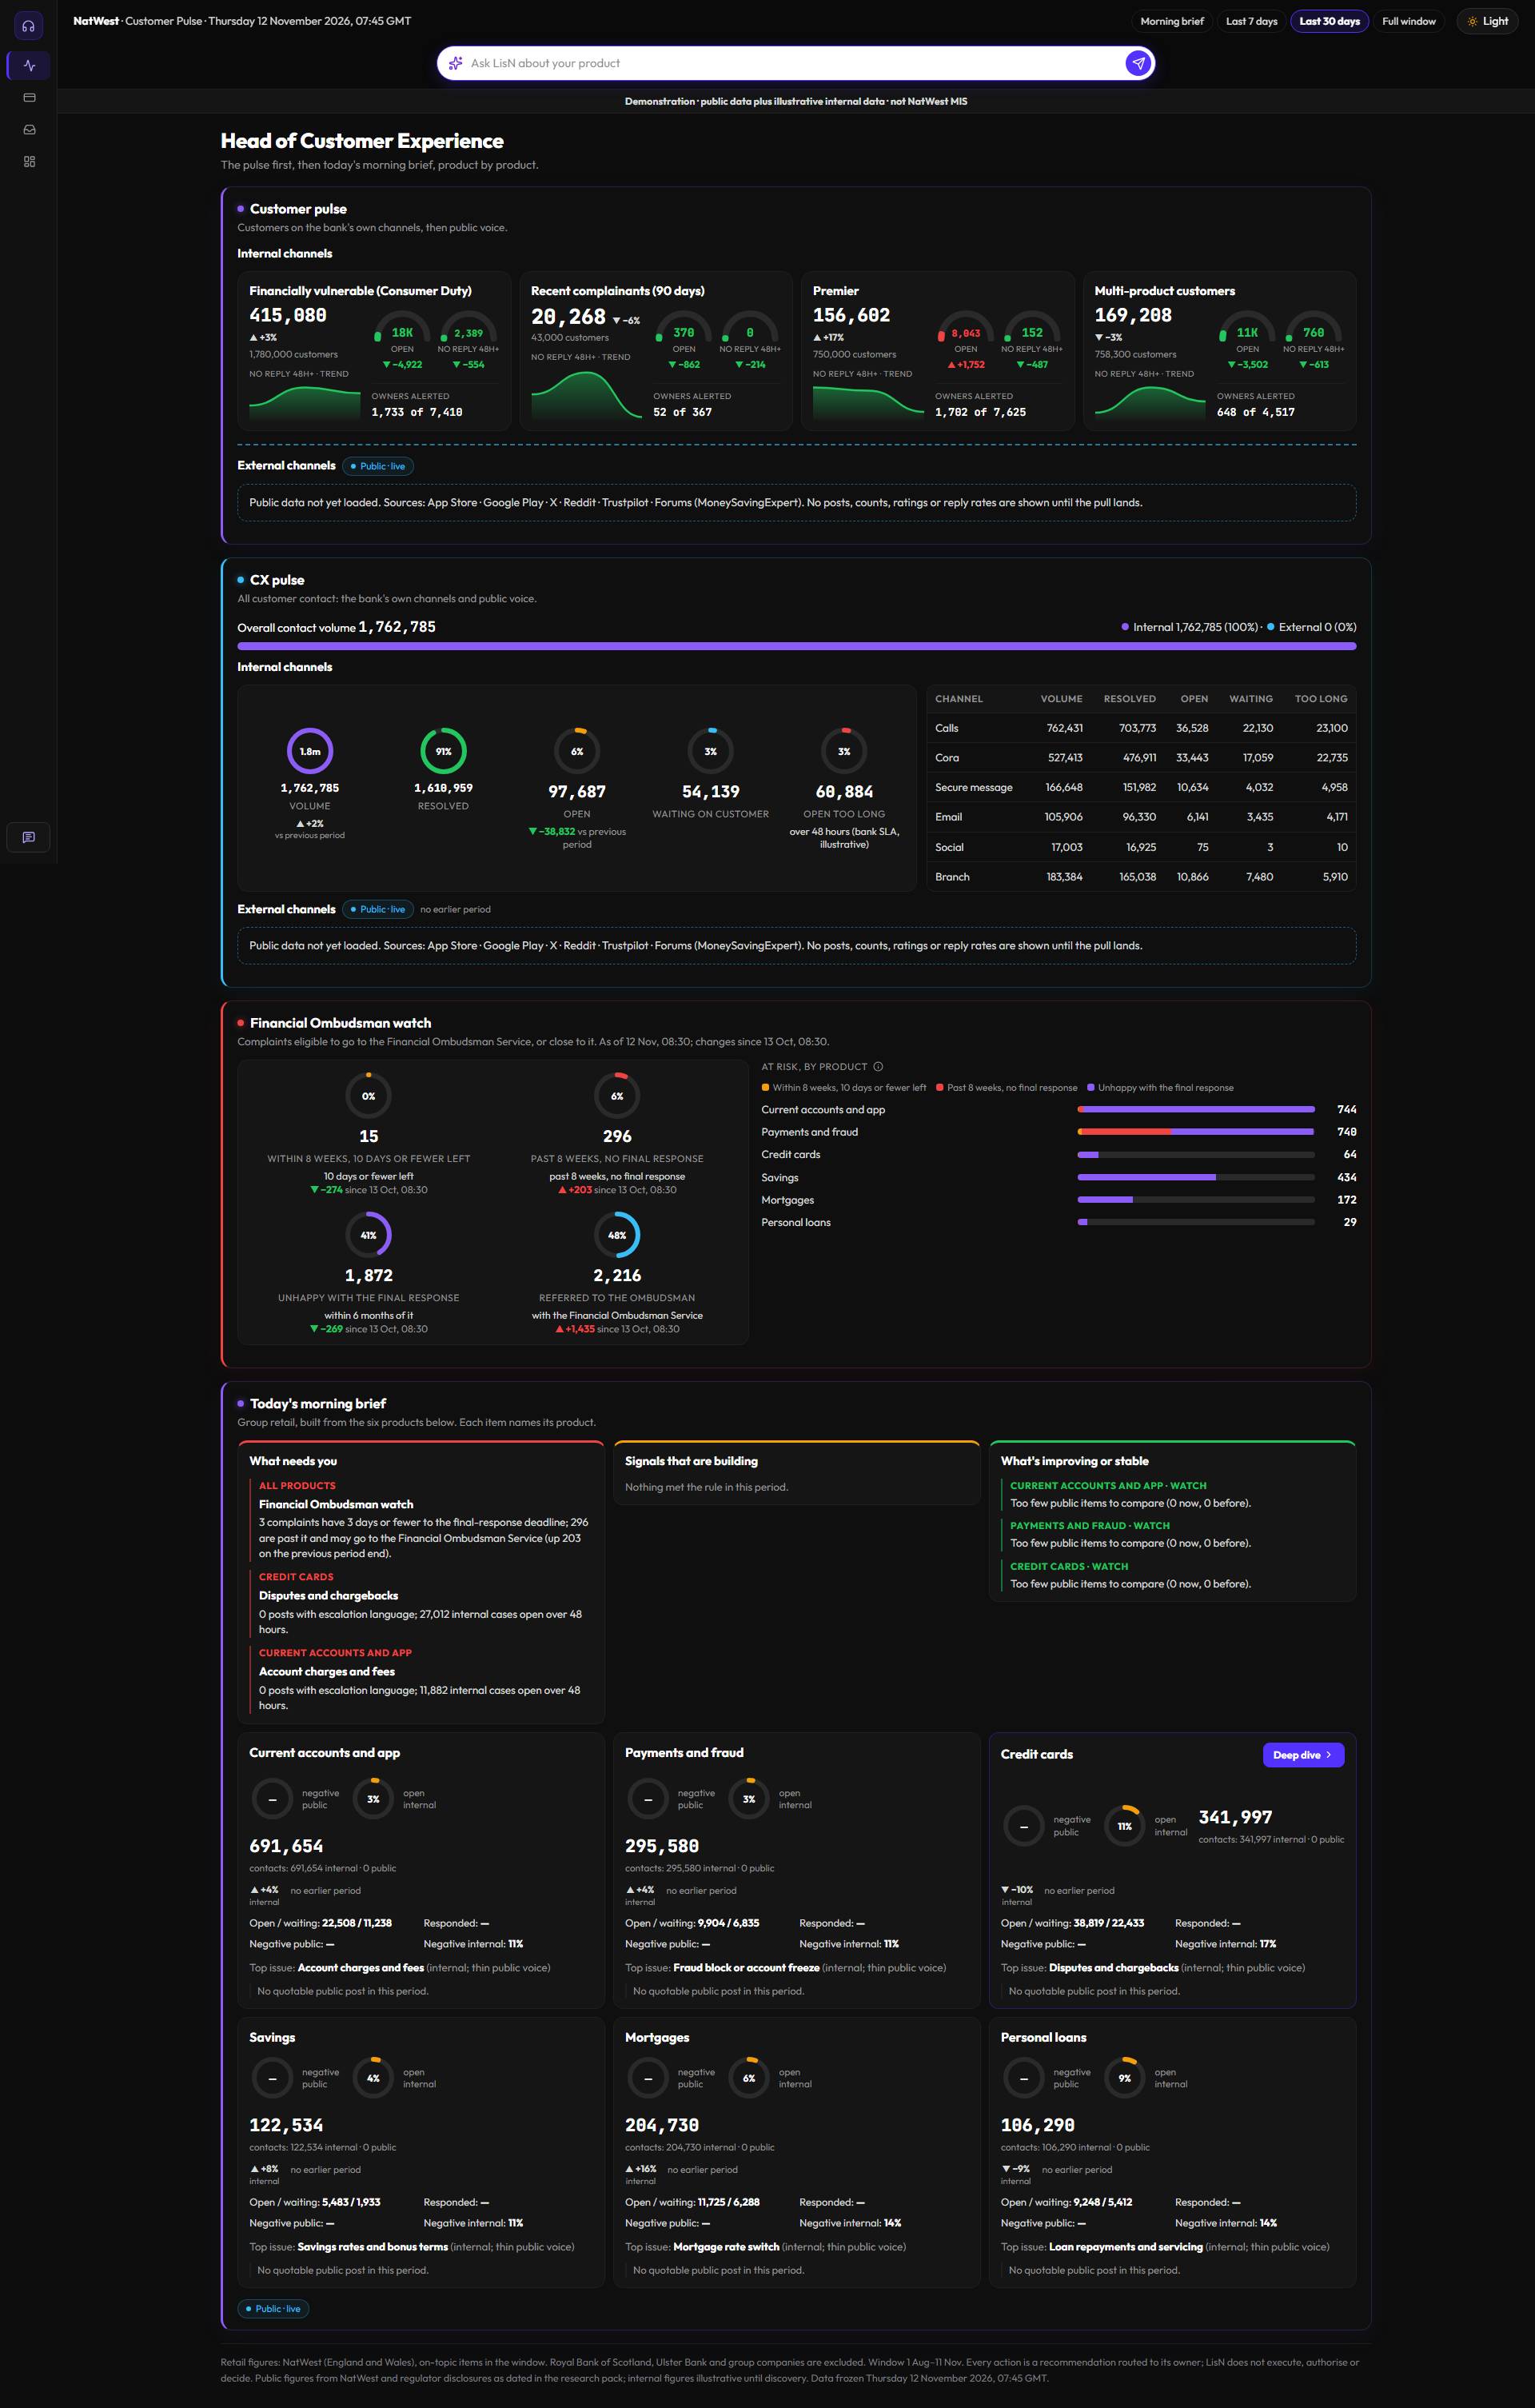 NatWest · Customer Pulse · Thursday 12 November 2026, 07:45 GMT
Morning brief
Last 7 days
Last 30 days
Full window
Light
Ask LisN about your product
Demonstration · public data plus illustrative internal data · not NatWest MIS
Head of Customer Experience
The pulse first, then today's morning brief, product by product.
Customer pulse
Customers on the bank's own channels, then public voice.
Internal channels
Financially vulnerable (Consumer Duty)
415,080
▲ +3%
1,780,000 customers
NO REPLY 48H+ · TREND
18K
OPEN
▼ −4,922
2,389
NO REPLY 48H+
▼ −554
OWNERS ALERTED
1,733 of 7,410
Recent complainants (90 days)
20,268 ▼ −6%
43,000 customers
NO REPLY 48H+ · TREND
370
OPEN
▼ −862
0
NO REPLY 48H+
▼ −214
OWNERS ALERTED
52 of 367
Premier
156,602
▲ +17%
750,000 customers
NO REPLY 48H+ · TREND
8,043
OPEN
▲ +1,752
152
NO REPLY 48H+
▼ −487
OWNERS ALERTED
1,702 of 7,625
Multi-product customers
169,208
▼ −3%
758,300 customers
NO REPLY 48H+ · TREND
11K
OPEN
▼ −3,502
760
NO REPLY 48H+
▼ −613
OWNERS ALERTED
648 of 4,517
External channels
Public · live
Public data not yet loaded. Sources: App Store · Google Play · X · Reddit · Trustpilot · Forums (MoneySavingExpert). No posts, counts, ratings or reply rates are shown until the pull lands.
CX pulse
All customer contact: the bank's own channels and public voice.
Overall contact volume 1,762,785
Internal 1,762,785 (100%) · External 0 (0%)
Internal channels
1.8m
1,762,785
VOLUME
▲ +2%
vs previous period
91%
1,610,959
RESOLVED
6%
97,687
OPEN
▼ −38,832 vs previous
period
3%
54,139
WAITING ON CUSTOMER
3%
60,884
OPEN TOO LONG
over 48 hours (bank SLA,
illustrative)
CHANNEL VOLUME RESOLVED OPEN WAITING TOO LONG
Calls 762,431 703,773 36,528 22,130 23,100
Cora 527,413 476,911 33,443 17,059 22,735
Secure message 166,648 151,982 10,634 4,032 4,958
Email 105,906 96,330 6,141 3,435 4,171
Social 17,003 16,925 75 3 10
Branch 183,384 165,038 10,866 7,480 5,910
External channels
Public · live
no earlier period
Public data not yet loaded. Sources: App Store · Google Play · X · Reddit · Trustpilot · Forums (MoneySavingExpert). No posts, counts, ratings or reply rates are shown until the pull lands.
Financial Ombudsman watch
Complaints eligible to go to the Financial Ombudsman Service, or close to it. As of 12 Nov, 08:30; changes since 13 Oct, 08:30.
0%
15
WITHIN 8 WEEKS, 10 DAYS OR FEWER LEFT
10 days or fewer left
▼ −274 since 13 Oct, 08:30
6%
296
PAST 8 WEEKS, NO FINAL RESPONSE
past 8 weeks, no final response
▲ +203 since 13 Oct, 08:30
41%
1,872
UNHAPPY WITH THE FINAL RESPONSE
within 6 months of it
▼ −269 since 13 Oct, 08:30
48%
2,216
REFERRED TO THE OMBUDSMAN
with the Financial Ombudsman Service
▲ +1,435 since 13 Oct, 08:30
AT RISK, BY PRODUCT
Within 8 weeks, 10 days or fewer left
Past 8 weeks, no final response
Unhappy with the final response
Current accounts and app 744
Payments and fraud 740
Credit cards 64
Savings 434
Mortgages 172
Personal loans 29
Today's morning brief
Group retail, built from the six products below. Each item names its product.
What needs you
ALL PRODUCTS
Financial Ombudsman watch
3 complaints have 3 days or fewer to the final-response deadline; 296
are past it and may go to the Financial Ombudsman Service (up 203
on the previous period end).
CREDIT CARDS
Disputes and chargebacks
0 posts with escalation language; 27,012 internal cases open over 48
hours.
CURRENT ACCOUNTS AND APP
Account charges and fees
0 posts with escalation language; 11,882 internal cases open over 48
hours.
Signals that are building
Nothing met the rule in this period.
What's improving or stable
CURRENT ACCOUNTS AND APP · WATCH
Too few public items to compare (0 now, 0 before).
PAYMENTS AND FRAUD · WATCH
Too few public items to compare (0 now, 0 before).
CREDIT CARDS · WATCH
Too few public items to compare (0 now, 0 before).
Current accounts and app
–
negative
public
3%
open
internal
691,654
contacts: 691,654 internal · 0 public
▲ +4%
internal
no earlier period
Open / waiting: 22,508 / 11,238
Responded: —
Negative public: —
Negative internal: 11%
Top issue: Account charges and fees (internal; thin public voice)
No quotable public post in this period.
Payments and fraud
–
negative
public
3%
open
internal
295,580
contacts: 295,580 internal · 0 public
▲ +4%
internal
no earlier period
Open / waiting: 9,904 / 6,835
Responded: —
Negative public: —
Negative internal: 11%
Top issue: Fraud block or account freeze (internal; thin public voice)
No quotable public post in this period.
Credit cards
Deep dive
–
negative
public
11%
open
internal
341,997
contacts: 341,997 internal · 0 public
▼ −10%
internal
no earlier period
Open / waiting: 38,819 / 22,433
Responded: —
Negative public: —
Negative internal: 17%
Top issue: Disputes and chargebacks (internal; thin public voice)
No quotable public post in this period.
Savings
–
negative
public
4%
open
internal
122,534
contacts: 122,534 internal · 0 public
▲ +8%
internal
no earlier period
Open / waiting: 5,483 / 1,933
Responded: —
Negative public: —
Negative internal: 11%
Top issue: Savings rates and bonus terms (internal; thin public voice)
No quotable public post in this period.
Mortgages
–
negative
public
6%
open
internal
204,730
contacts: 204,730 internal · 0 public
▲ +16%
internal
no earlier period
Open / waiting: 11,725 / 6,288
Responded: —
Negative public: —
Negative internal: 14%
Top issue: Mortgage rate switch (internal; thin public voice)
No quotable public post in this period.
Personal loans
–
negative
public
9%
open
internal
106,290
contacts: 106,290 internal · 0 public
▼ −9%
internal
no earlier period
Open / waiting: 9,248 / 5,412
Responded: —
Negative public: —
Negative internal: 14%
Top issue: Loan repayments and servicing (internal; thin public voice)
No quotable public post in this period.
Public · live
Retail figures: NatWest (England and Wales), on-topic items in the window. Royal Bank of Scotland, Ulster Bank and group companies are excluded. Window 1 Aug–11 Nov. Every action is a recommendation routed to its owner; LisN does not execute, authorise or
decide. Public figures from NatWest and regulator disclosures as dated in the research pack; internal figures illustrative until discovery. Data frozen Thursday 12 November 2026, 07:45 GMT.